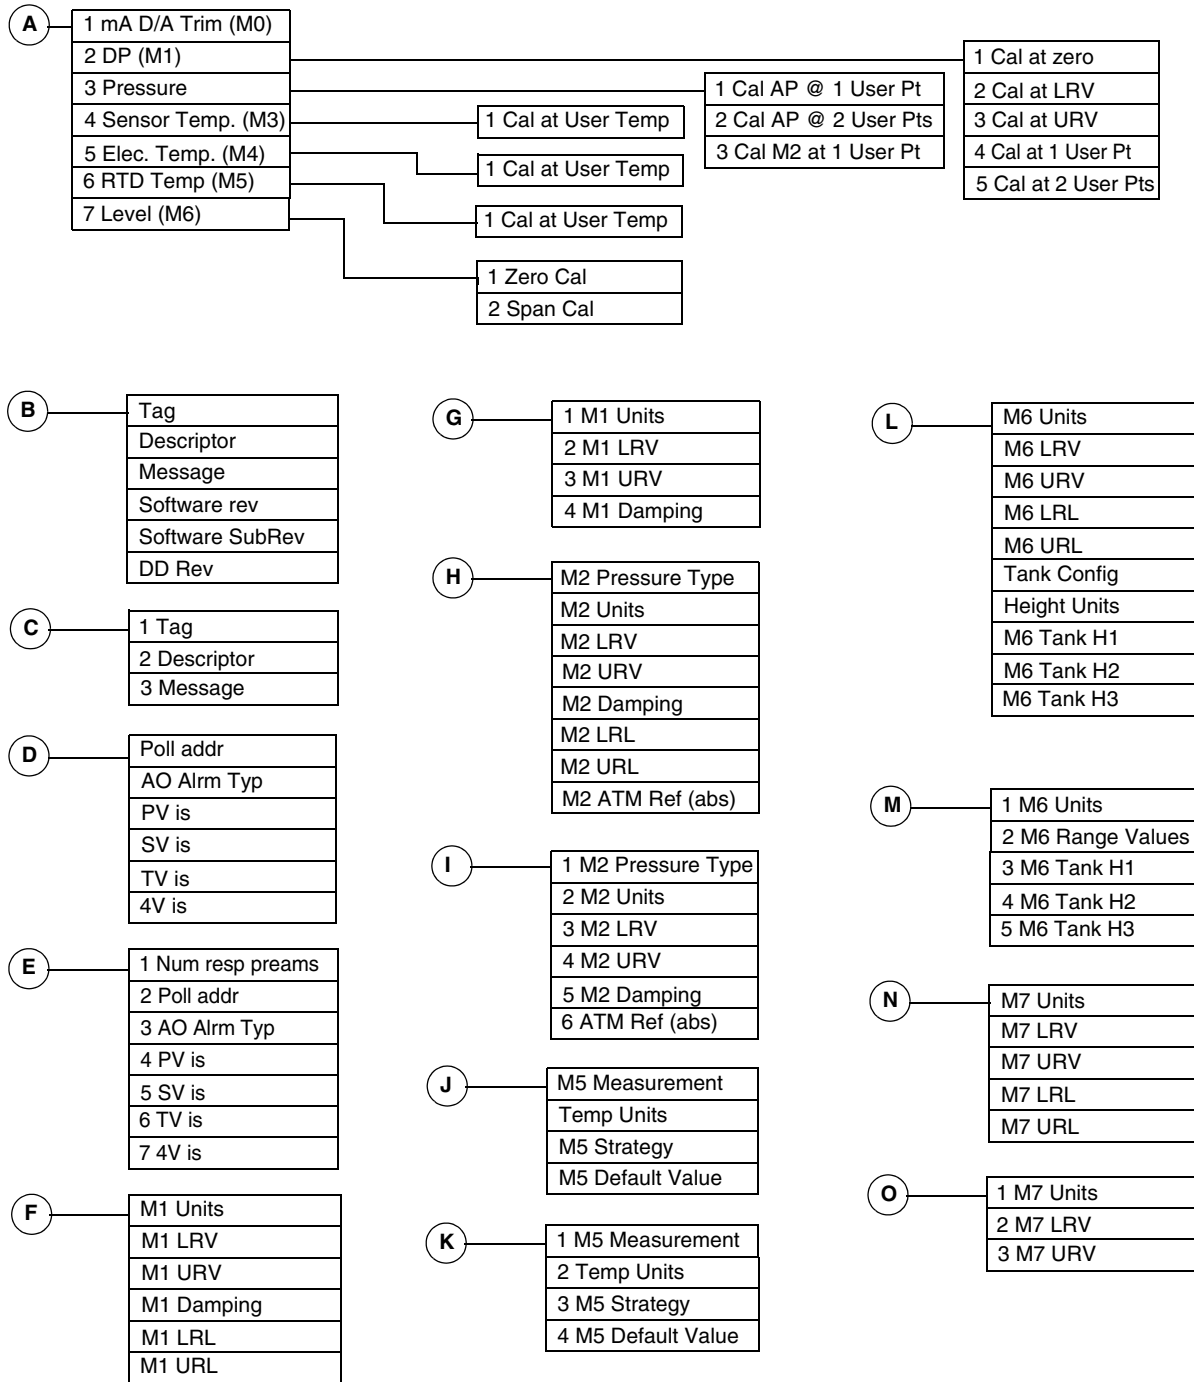 A
1 mA D/A Trim (M0)
2 DP (M1)
3 Pressure
4 Sensor Temp. (M3)
5 Elec. Temp. (M4)
6 RTD Temp (M5)
7 Level (M6)
1 Cal at zero
2 Cal at LRV
3 Cal at URV
4 Cal at 1 User Pt
5 Cal at 2 User Pts
1 Cal AP @ 1 User Pt
2 Cal AP @ 2 User Pts
3 Cal M2 at 1 User Pt
1 Cal at User Temp
1 Cal at User Temp
1 Cal at User Temp
1 Zero Cal
2 Span Cal
B
Tag
Descriptor
Message
Software rev
Software SubRev
DD Rev
C
1 Tag
2 Descriptor
3 Message
D
Poll addr
AO Alrm Typ
PV is
SV is
TV is
4V is
E
1 Num resp preams
2 Poll addr
3 AO Alrm Typ
4 PV is
5 SV is
6 TV is
7 4V is
F
M1 Units
M1 LRV
M1 URV
M1 Damping
M1 LRL
M1 URL
G
1 M1 Units
2 M1 LRV
3 M1 URV
4 M1 Damping
H
M2 Pressure Type
M2 Units
M2 LRV
M2 URV
M2 Damping
M2 LRL
M2 URL
M2 ATM Ref (abs)
I
1 M2 Pressure Type
2 M2 Units
3 M2 LRV
4 M2 URV
5 M2 Damping
6 ATM Ref (abs)
J
M5 Measurement
Temp Units
M5 Strategy
M5 Default Value
K
1 M5 Measurement
2 Temp Units
3 M5 Strategy
4 M5 Default Value
L
M6 Units
M6 LRV
M6 URV
M6 LRL
M6 URL
Tank Config
Height Units
M6 Tank H1
M6 Tank H2
M6 Tank H3
M
1 M6 Units
2 M6 Range Values
3 M6 Tank H1
4 M6 Tank H2
5 M6 Tank H3
N
M7 Units
M7 LRV
M7 URV
M7 LRL
M7 URL
O
1 M7 Units
2 M7 LRV
3 M7 URV